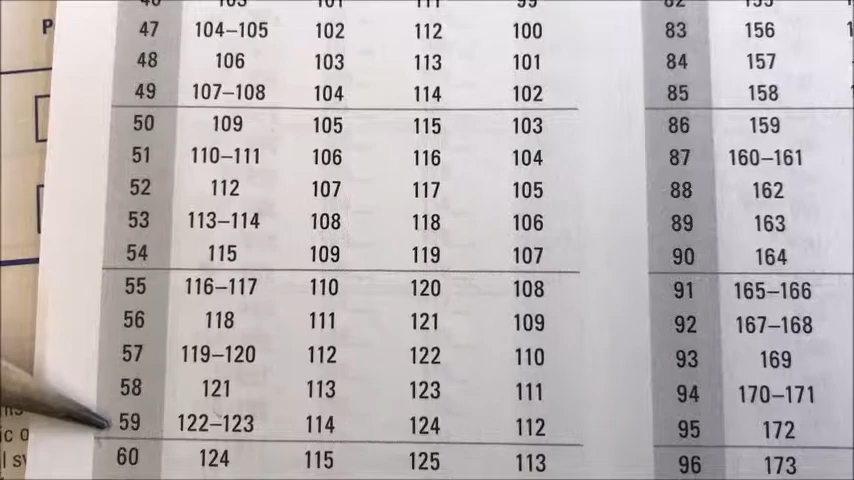 47 104–105 102 112 100 83 156
48 106 103 113 101 84 157
49 107–108 104 114 102 85 158
50 109 105 115 103 86 159
51 110–111 106 116 104 87 160–161
52 112 107 117 105 88 162
53 113–114 108 118 106 89 163
54 115 109 119 107 90 164
55 116–117 110 120 108 91 165–166
56 118 111 121 109 92 167–168
57 119–120 112 122 110 93 169
58 121 113 123 111 94 170–171
59 122–123 114 124 112 95 172
60 124 115 125 113 96 173